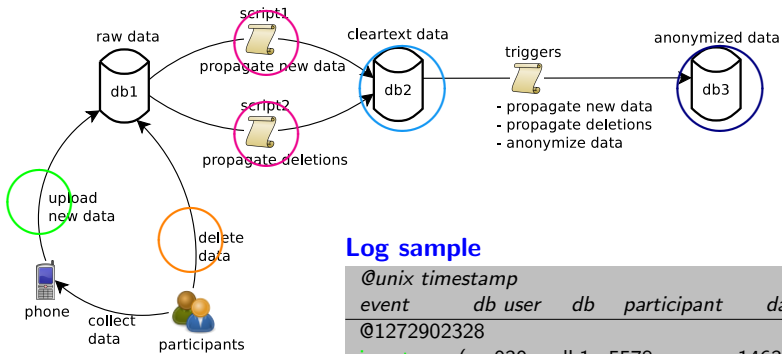 raw data
db1
script1
propagate new data
script2
propagate deletions
cleartext data
db2
triggers
- propagate new data
- propagate deletions
- anonymize data
anonymized data
db3
upload
new data
delete
data
phone
collect
data
participants
Log sample
@unix timestamp
event db user db participant
@1272902328